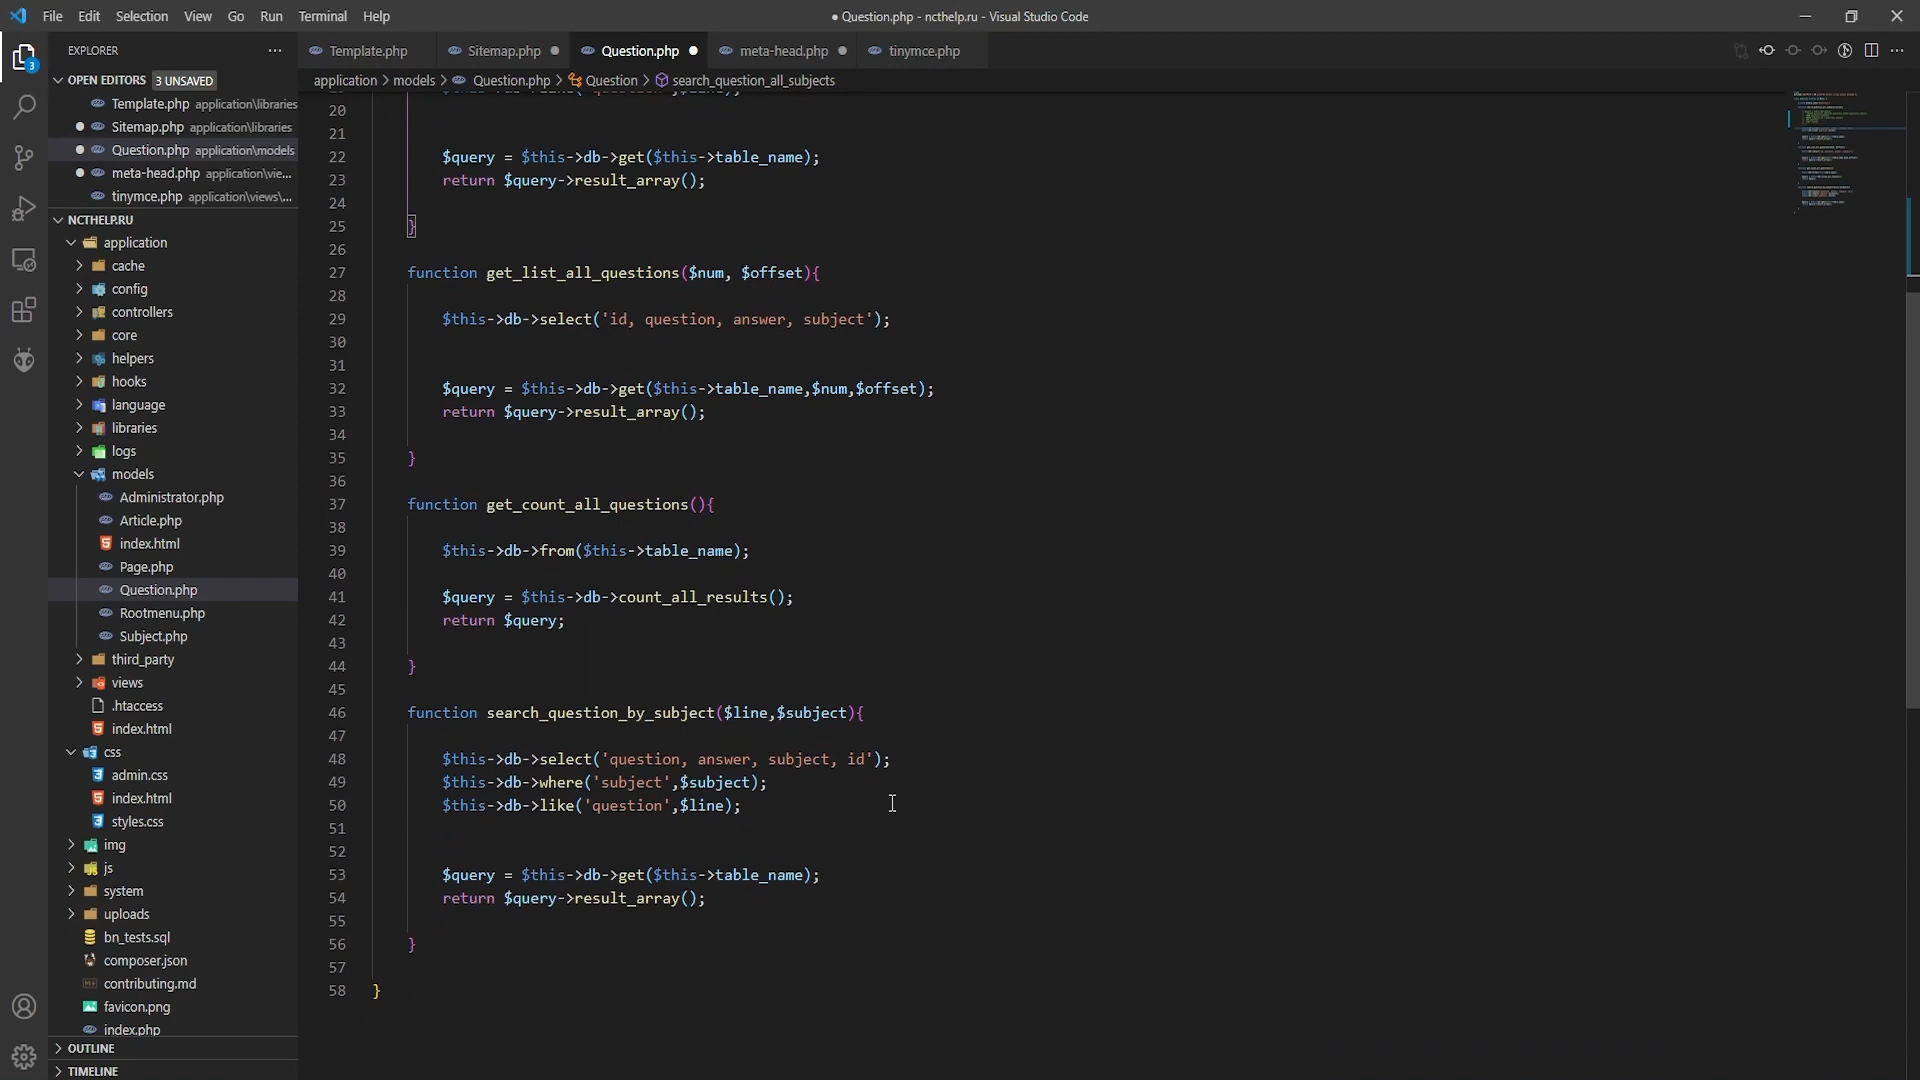 File Edit Selection View Go Run Terminal Help
● Question.php - ncthelp.ru - Visual Studio Code
EXPLORER
OPEN EDITORS 3 UNSAVED
Template.php application\libraries
Sitemap.php application\libraries
Question.php application\models
meta-head.php application\vie...
tinymce.php application\views\...
NCTHELP.RU
application
cache
config
controllers
core
helpers
hooks
language
libraries
logs
models
Administrator.php
Article.php
index.html
Page.php
Question.php
Rootmenu.php
Subject.php
third_party
views
.htaccess
index.html
css
admin.css
index.html
styles.css
img
js
system
uploads
bn_tests.sql
composer.json
contributing.md
favicon.png
index.php
OUTLINE
TIMELINE
3
Template.php Sitemap.php Question.php meta-head.php tinymce.php
application > models > Question.php > Question > search_question_all_subjects
20
21
22 $query = $this->db->get($this->table_name);
23 return $query->result_array();
24
25 }
26
27 function get_list_all_questions($num, $offset){
28
29 $this->db->select('id, question, answer, subject');
30
31
32 $query = $this->db->get($this->table_name,$num,$offset);
33 return $query->result_array();
34
35 }
36
37 function get_count_all_questions(){
38
39 $this->db->from($this->table_name);
40
41 $query = $this->db->count_all_results();
42 return $query;
43
44 }
45
46 function search_question_by_subject($line,$subject){
47
48 $this->db->select('question, answer, subject, id');
49 $this->db->where('subject',$subject);
50 $this->db->like('question',$line);
51
52
53 $query = $this->db->get($this->table_name);
54 return $query->result_array();
55
56 }
57
58 }